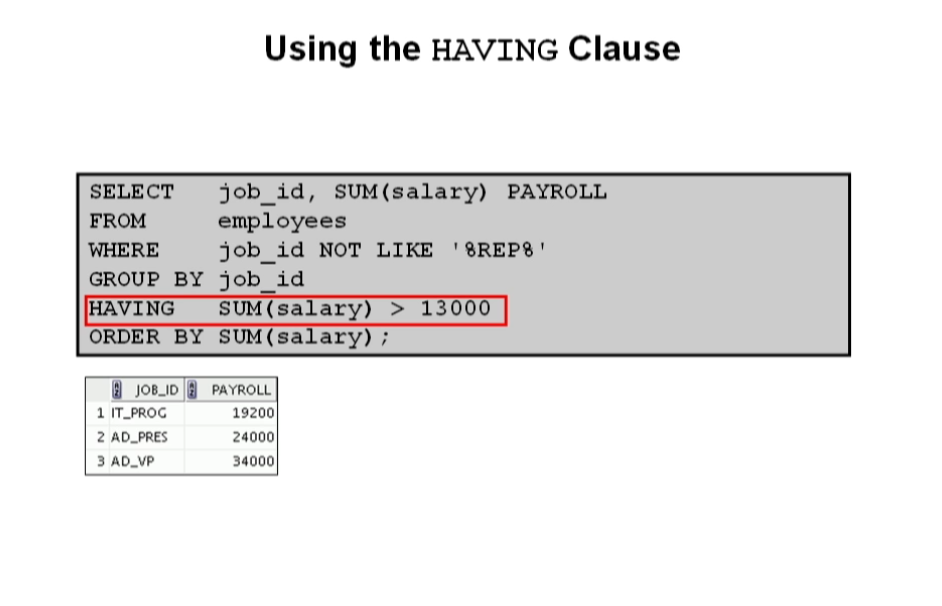 Using the HAVING Clause
SELECT job_id, SUM(salary) PAYROLL
FROM employees
WHERE job_id NOT LIKE '%REP%'
GROUP BY job_id
HAVING SUM(salary) > 13000
ORDER BY SUM(salary);
JOB_ID PAYROLL
1 IT_PROG 19200
2 AD_PRES 24000
3 AD_VP 34000